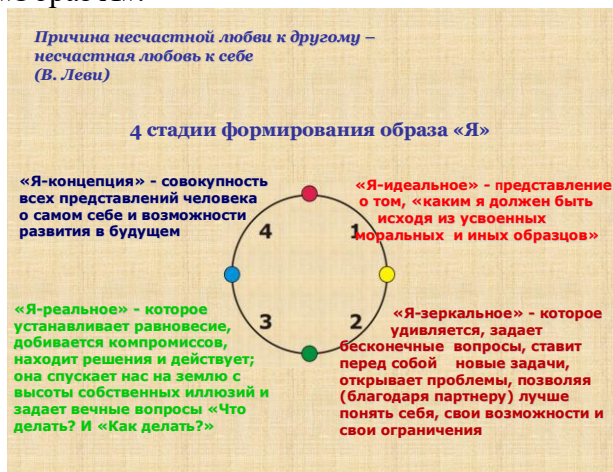 Причина несчастной любви к другому –
несчастная любовь к себе
(В. Леви)
4 стадии формирования образа «Я»
«Я-концепция» - совокупность
всех представлений человека
о самом себе и возможности
развития в будущем
«Я-идеальное» - представление
о том, «каким я должен быть
исходя из усвоенных
моральных и иных образцов»
4
1
3
2
«Я-реальное» - которое
устанавливает равновесие,
добивается компромиссов,
находит решения и действует;
она спускает нас на землю с
высоты собственных иллюзий и
задает вечные вопросы «Что
делать? И «Как делать?»
«Я-зеркальное» - которое
удивляется, задает
бесконечные вопросы, ставит
перед собой новые задачи,
открывает проблемы, позволяя
(благодаря партнеру) лучше
понять себя, свои возможности и
свои ограничения